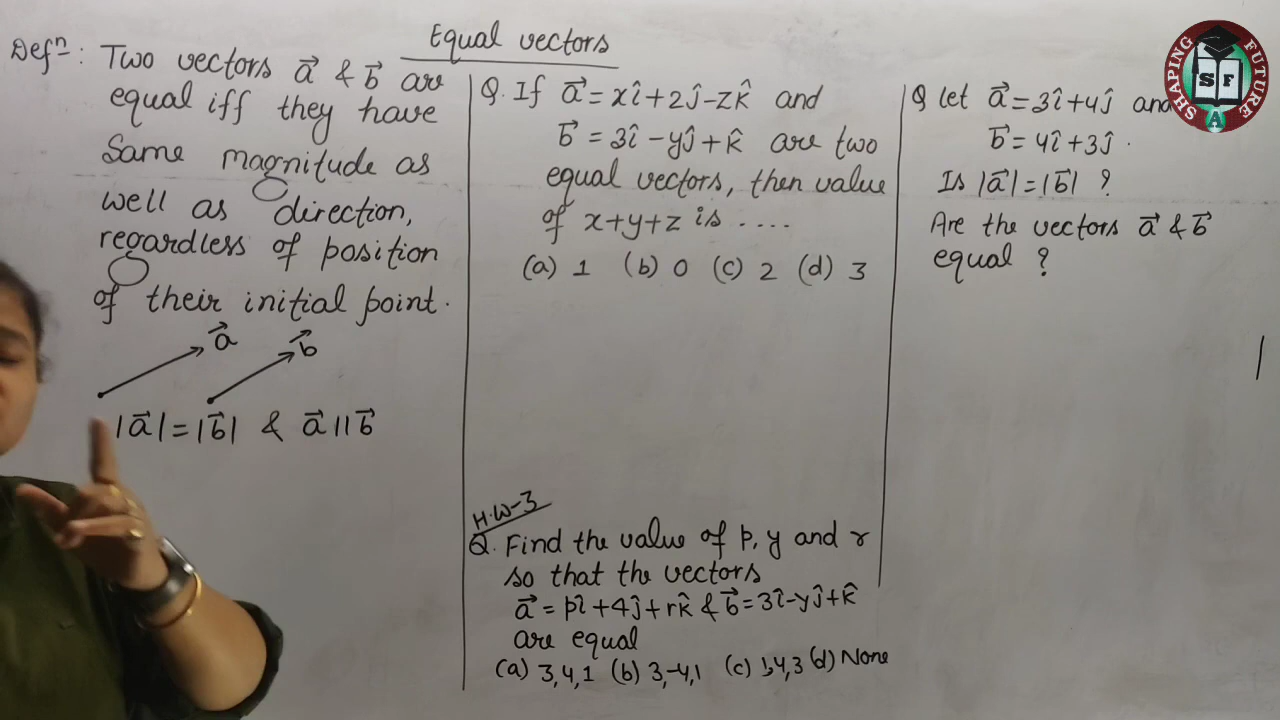 Equal vectors
Defⁿ: Two vectors a⃗ & b⃗ are
equal iff they have
Same magnitude as
well as direction,
regardless of position
of their initial point.
a⃗ b⃗
|a⃗| = |b⃗| & a⃗ || b⃗
Q. If a⃗ = xî + 2ĵ - zk̂ and
b⃗ = 3î - yĵ + k̂ are two
equal vectors, then value
of x+y+z is ....
(a) 1 (b) 0 (c) 2 (d) 3
H.W-3
Q. Find the value of p, y and r
so that the vectors
a⃗ = pî + 4ĵ + rk̂ & b⃗ = 3î - yĵ + k̂
are equal
(a) 3,4,1 (b) 3,-4,1 (c) 1,4,3 (d) None
Q let a⃗ = 3î + 4ĵ and
b⃗ = 4î + 3ĵ.
Is |a⃗| = |b⃗| ?
Are the vectors a⃗ & b⃗
equal ?
SHAPING FUTURE
S F
A